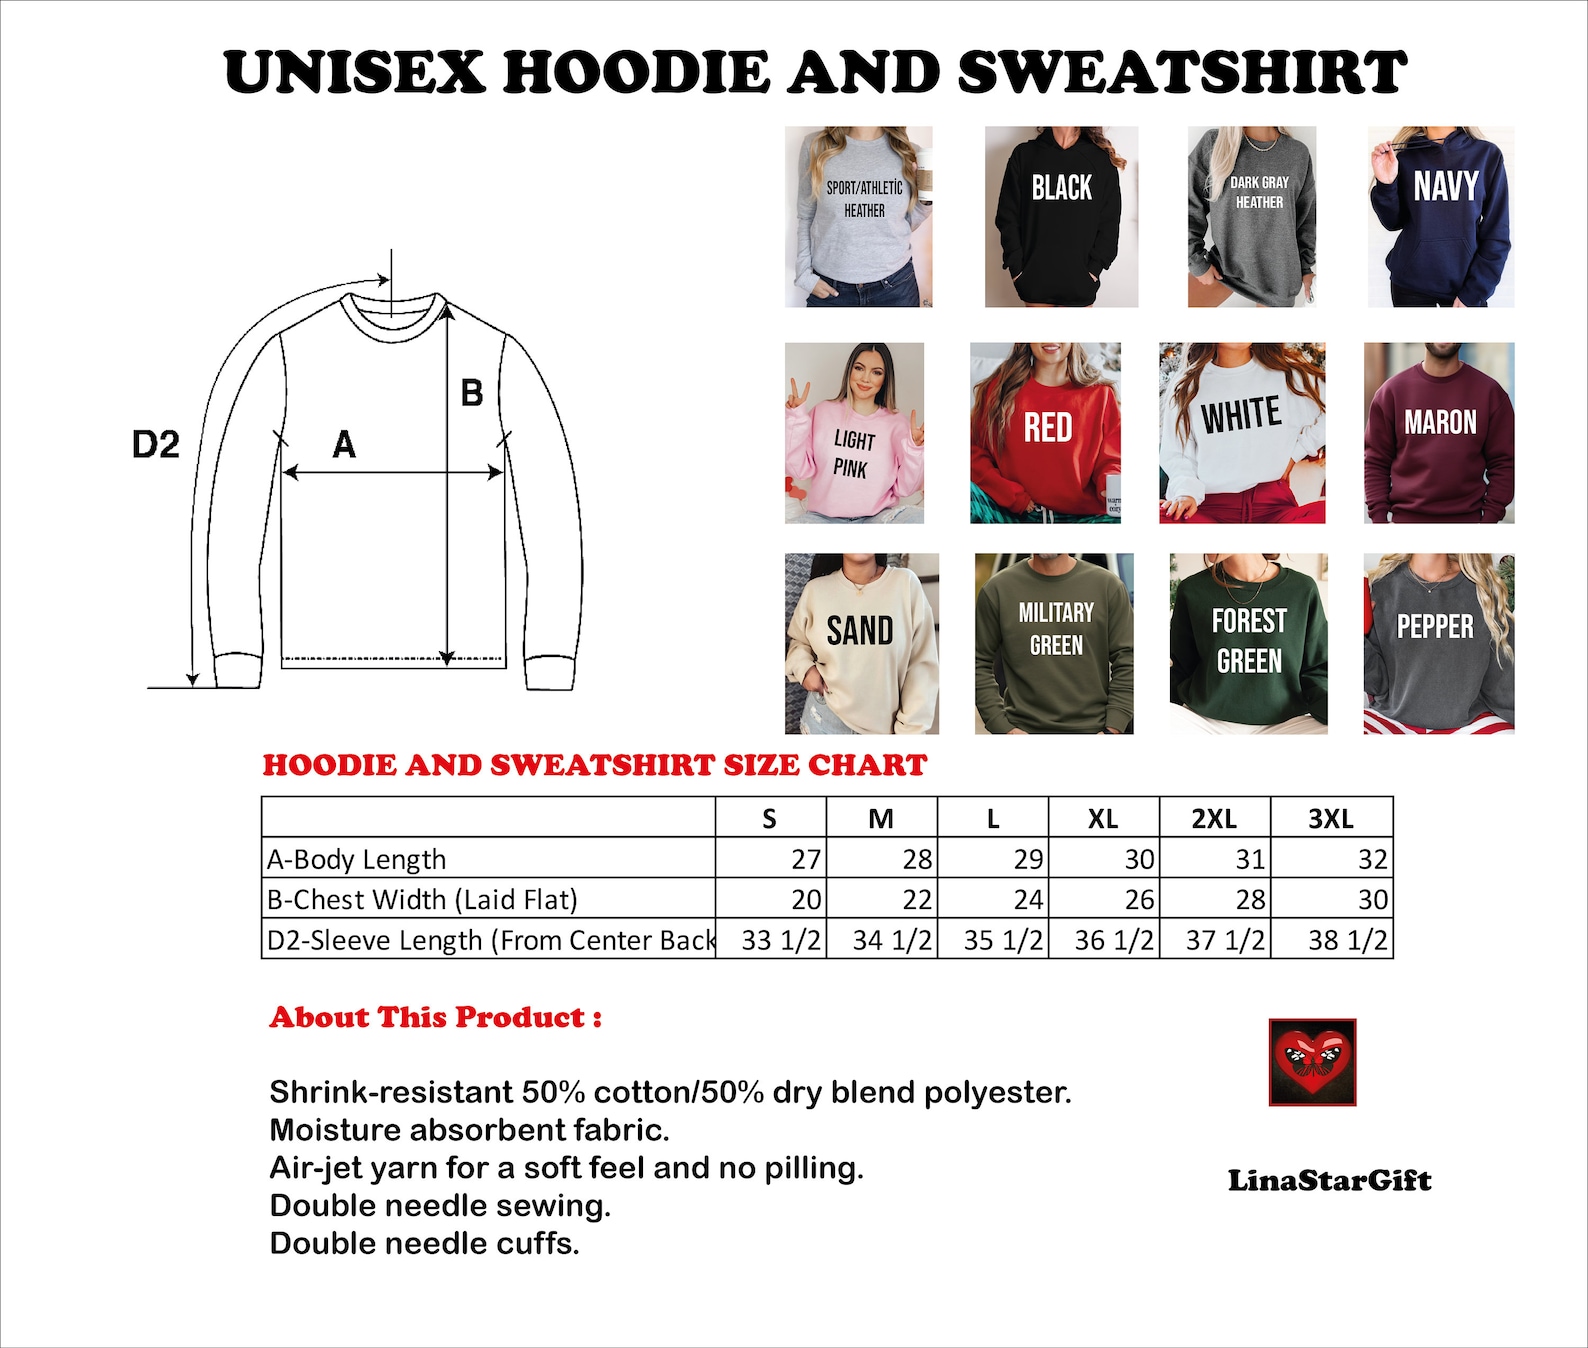 UNISEX HOODIE AND SWEATSHIRT
SPORT/ATHLETİC
HEATHER
BLACK
DARK GRAY
HEATHER
NAVY
LIGHT
PINK
RED
WHITE
MARON
SAND
MILITARY
GREEN
FOREST
GREEN
PEPPER
D2
A
B
HOODIE AND SWEATSHIRT SIZE CHART
S M L XL 2XL 3XL
A-Body Length 27 28 29 30 31 32
B-Chest Width (Laid Flat) 20 22 24 26 28 30
D2-Sleeve Length (From Center Back 33 1/2 34 1/2 35 1/2 36 1/2 37 1/2 38 1/2
About This Product :
Shrink-resistant 50% cotton/50% dry blend polyester.
Moisture absorbent fabric.
Air-jet yarn for a soft feel and no pilling.
Double needle sewing.
Double needle cuffs.
LinaStarGift